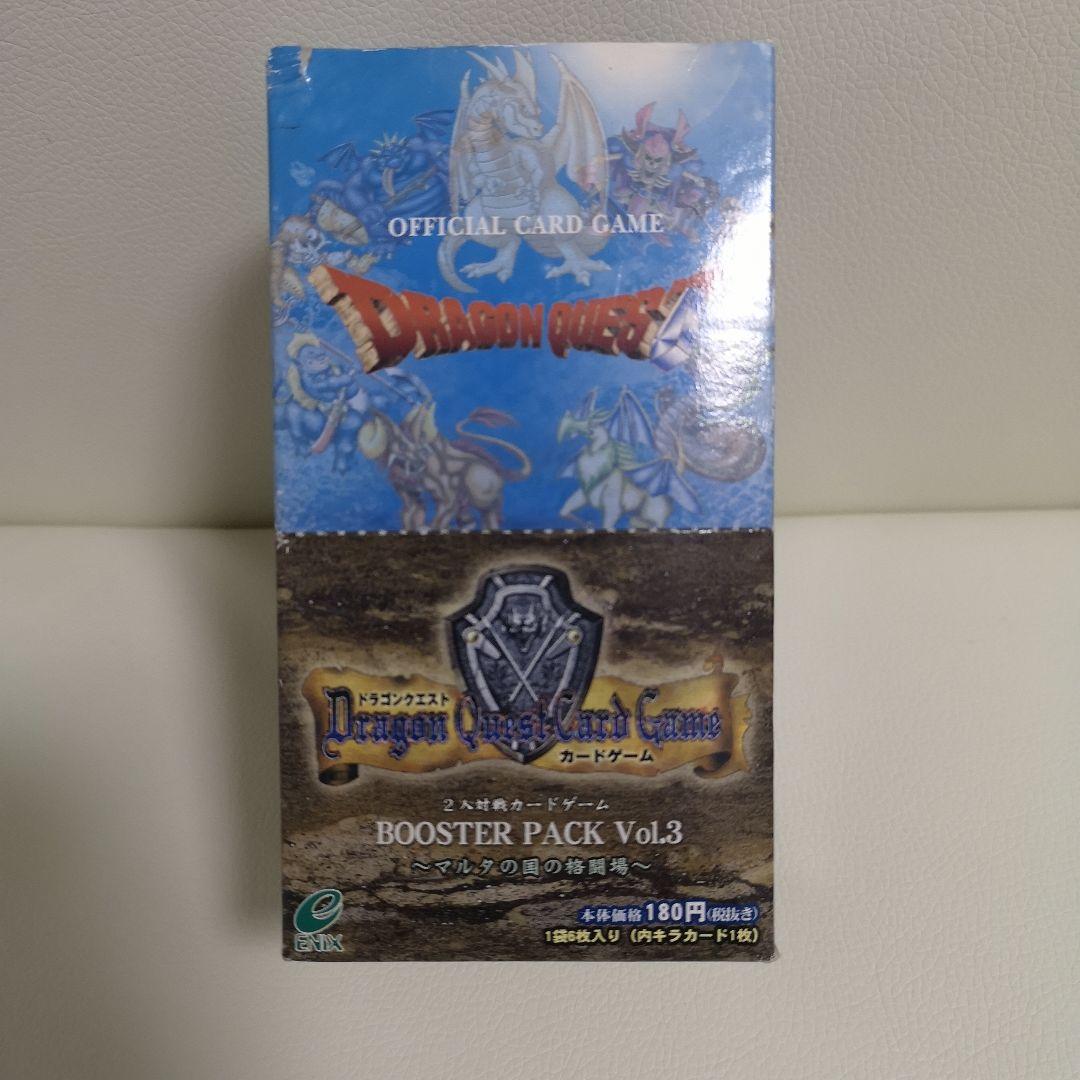 OFFICIAL CARD GAME
DRAGON QUEST
ドラゴンクエスト
Dragon Quest Card Game
カードゲーム
2人対戦カードゲーム
BOOSTER PACK Vol.3
～マルタの国の格闘場～
本体価格180円(税抜き)
1袋6枚入り（内キラカード1枚）
ENIX